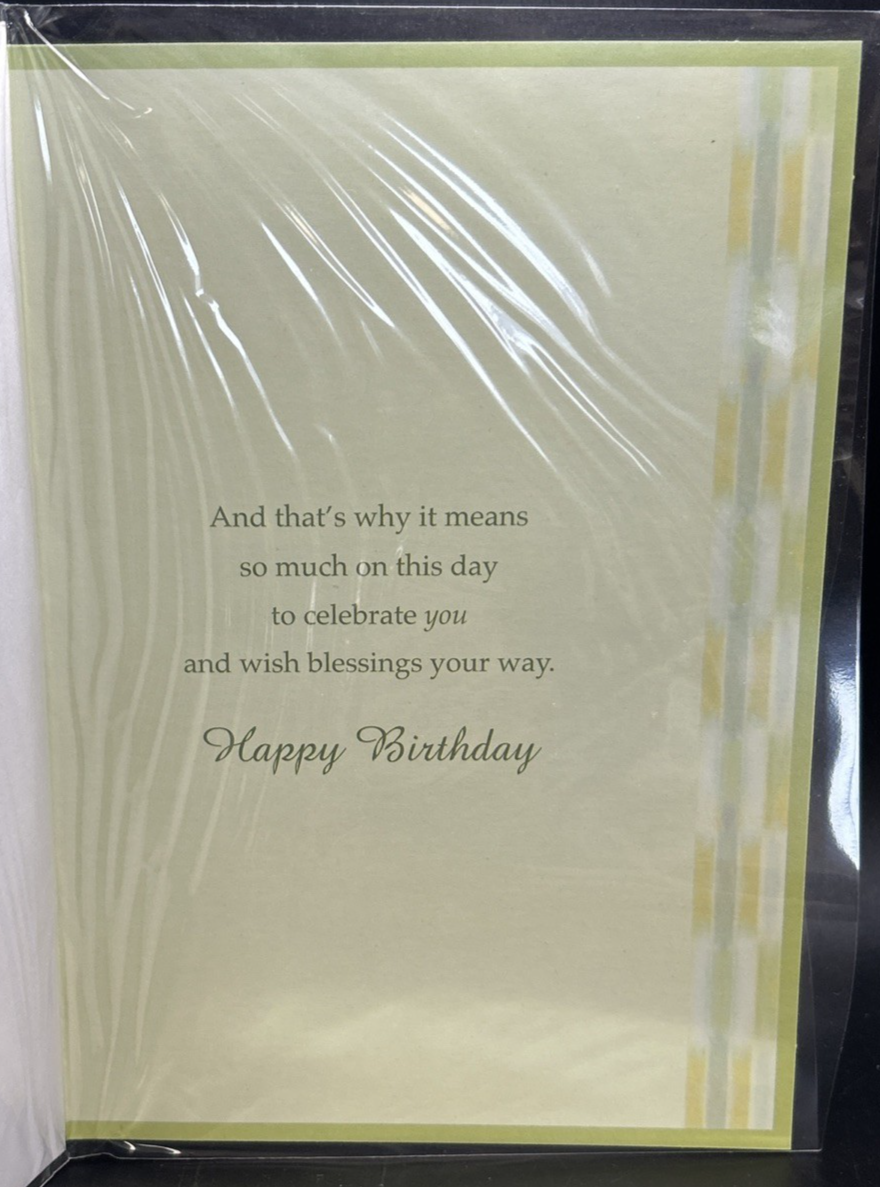 And that's why it means
so much on this day
to celebrate you
and wish blessings your way.
Happy Birthday